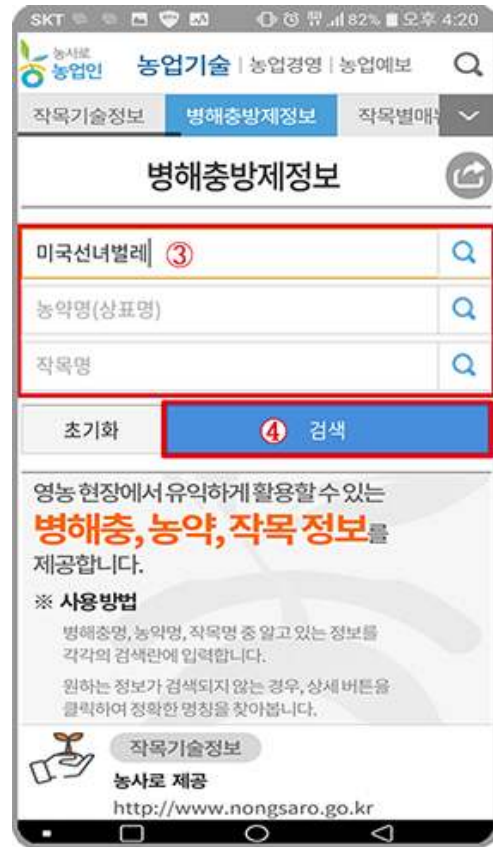 SKT 82% 오후 4:20
농사로
농업인 농업기술 | 농업경영 | 농업예보
작목기술정보 병해충방제정보 작목별매뉴
병해충방제정보
미국선녀벌레 ③
농약명(상표명)
작목명
초기화 ④ 검색
영농 현장에서 유익하게 활용할 수 있는
병해충, 농약, 작목 정보를
제공합니다.
※ 사용방법
병해충명, 농약명, 작목명 중 알고 있는 정보를
각각의 검색란에 입력합니다.
원하는 정보가 검색되지 않는 경우, 상세 버튼을
클릭하여 정확한 명칭을 찾아봅니다.
작목기술정보
농사로 제공
http://www.nongsaro.go.kr